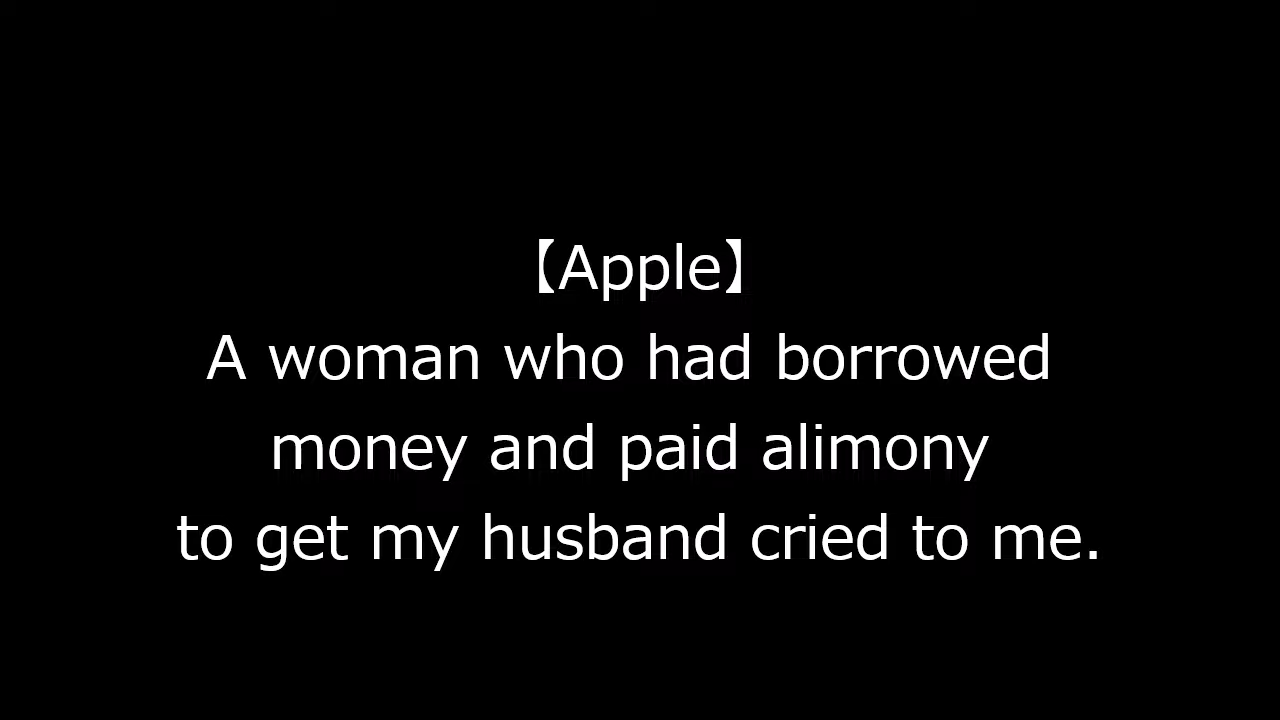 【Apple】
A woman who had borrowed
money and paid alimony
to get my husband cried to me.